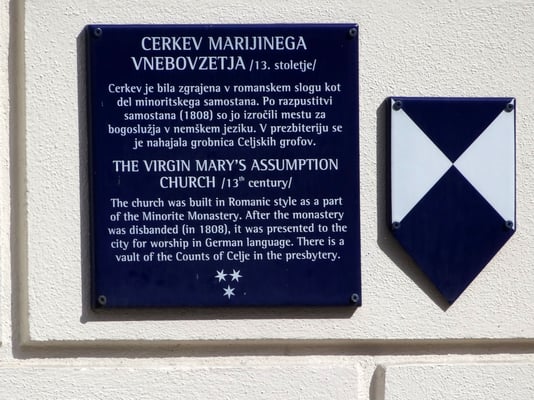 CERKEV MARIJINEGA
VNEBOVZETJA /13. stoletje/
Cerkev je bila zgrajena v romanskem slogu kot
del minoritskega samostana. Po razpustitvi
samostana (1808) so jo izročili mestu za
bogoslužja v nemškem jeziku. V prezbiteriju se
je nahajala grobnica Celjskih grofov.
THE VIRGIN MARY'S ASSUMPTION
CHURCH /13th century/
The church was built in Romanic style as a part
of the Minorite Monastery. After the monastery
was disbanded (in 1808), it was presented to the
city for worship in German language. There is a
vault of the Counts of Celje in the presbytery.